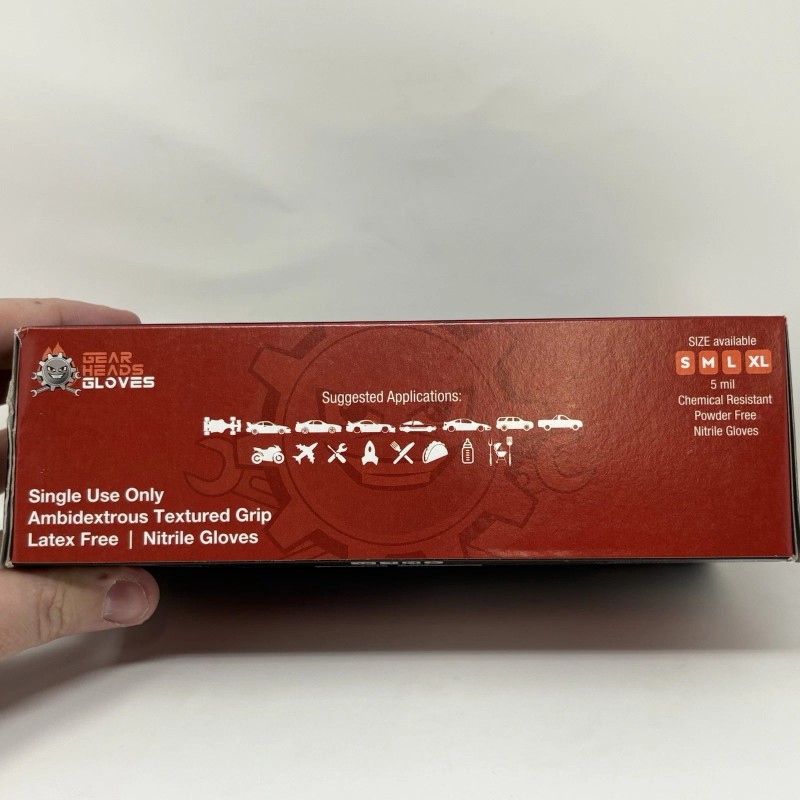 GEAR
HEADS
GLOVES
Suggested Applications:
Single Use Only
Ambidextrous Textured Grip
Latex Free | Nitrile Gloves
SIZE available
S M L XL
5 mil
Chemical Resistant
Powder Free
Nitrile Gloves